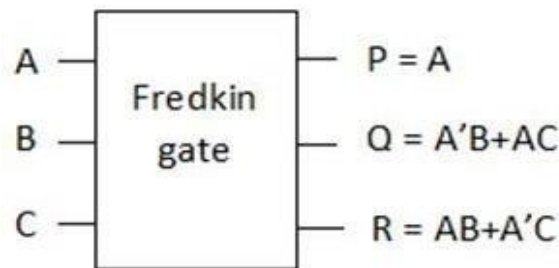 A
B
C
Fredkin
gate
P = A
Q = A′B+AC
R = AB+A′C